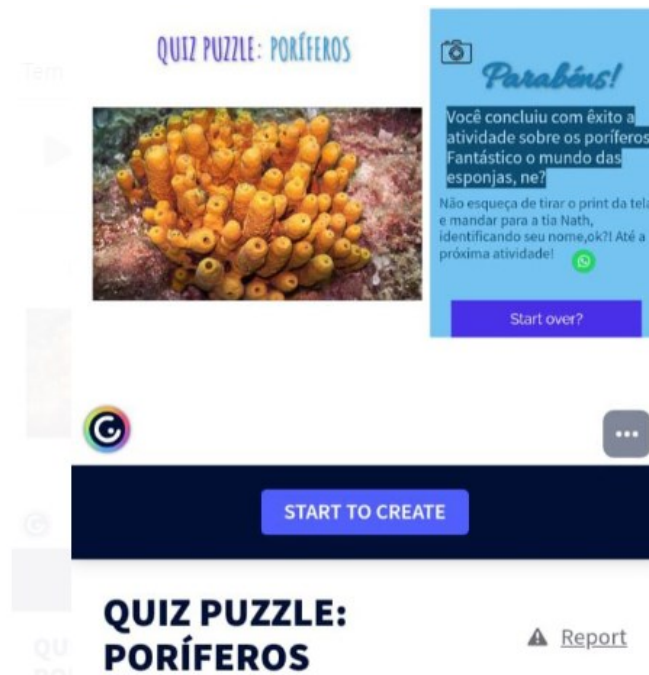 QUIZ PUZZLE: PORÍFEROS
Parabéns!
Você concluiu com êxito a
atividade sobre os poríferos
Fantástico o mundo das
esponjas, ne?
Não esqueça de tirar o print da tela
e mandar para a tia Nath,
identificando seu nome,ok?! Até a
próxima atividade!
Start over?
START TO CREATE
QUIZ PUZZLE:
PORÍFEROS
Report
Tem
QU